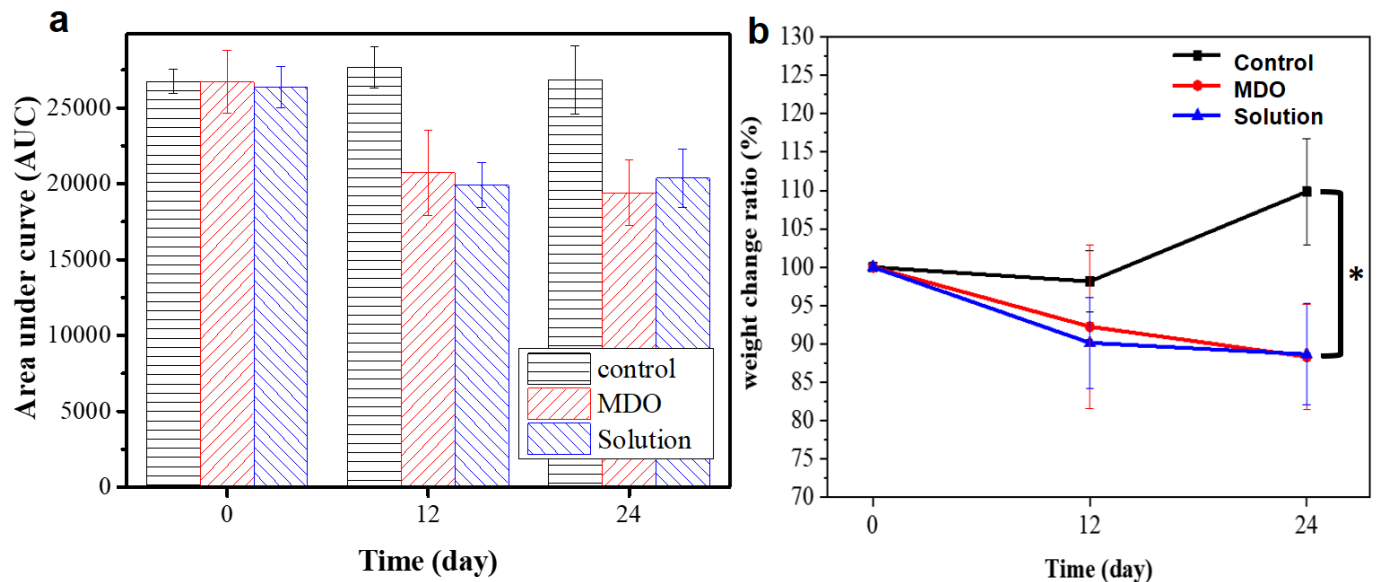 a
Area under curve (AUC)
25000
20000
15000
10000
5000
0
control
MDO
Solution
0 12 24
Time (day)
b
weight change ratio (%)
130
125
120
115
110
105
100
95
90
85
80
75
70
Control
MDO
Solution
*
0 12 24
Time (day)